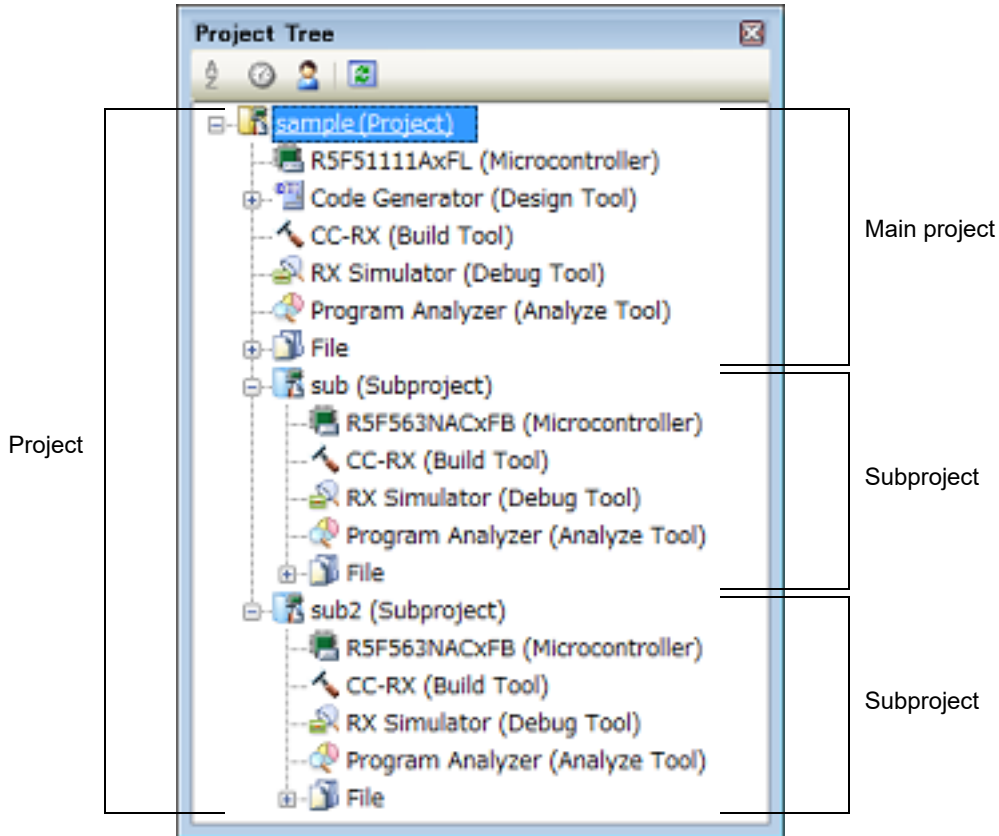 Project Tree
sample (Project)
R5F51111AxFL (Microcontroller)
Code Generator (Design Tool)
CC-RX (Build Tool)
RX Simulator (Debug Tool)
Program Analyzer (Analyze Tool)
File
sub (Subproject)
R5F563NACxFB (Microcontroller)
CC-RX (Build Tool)
RX Simulator (Debug Tool)
Program Analyzer (Analyze Tool)
File
sub2 (Subproject)
R5F563NACxFB (Microcontroller)
CC-RX (Build Tool)
RX Simulator (Debug Tool)
Program Analyzer (Analyze Tool)
File
Project
Main project
Subproject
Subproject